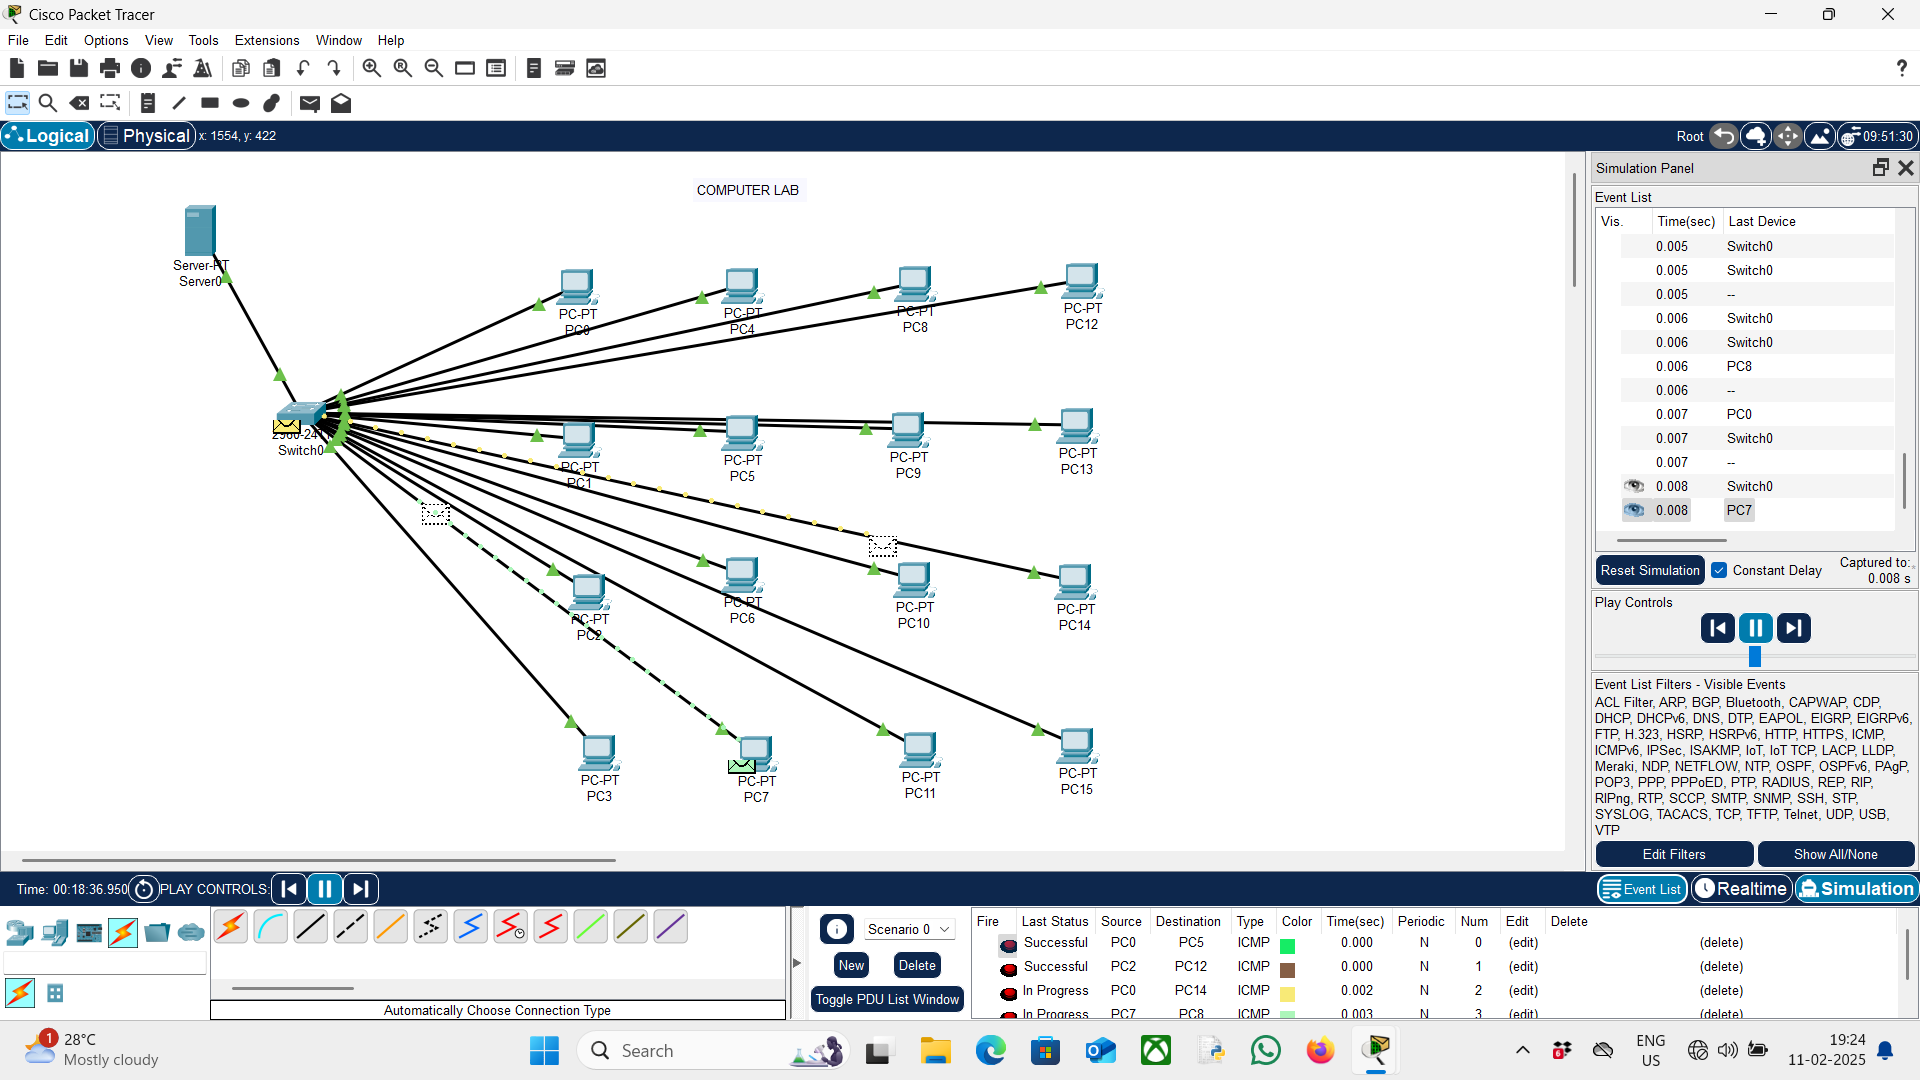 Cisco Packet Tracer
File Edit Options View Tools Extensions Window Help
Logical Physical x: 1554, y: 422 Root 09:51:30
COMPUTER LAB
Server-PT
Server0
PC-PT
PC0
PC-PT
PC4
PC-PT
PC8
PC-PT
PC12
Switch0
PC-PT
PC1
PC-PT
PC5
PC-PT
PC9
PC-PT
PC13
PC-PT
PC2
PC-PT
PC6
PC-PT
PC10
PC-PT
PC14
PC-PT
PC3
PC-PT
PC7
PC-PT
PC11
PC-PT
PC15
Simulation Panel
Event List
Vis. Time(sec) Last Device
0.005 Switch0
0.005 Switch0
0.005 --
0.006 Switch0
0.006 Switch0
0.006 PC8
0.006 --
0.007 PC0
0.007 Switch0
0.007 --
0.008 Switch0
0.008 PC7
Reset Simulation Constant Delay Captured to:
0.008 s
Play Controls
Event List Filters - Visible Events
ACL Filter, ARP, BGP, Bluetooth, CAPWAP, CDP,
DHCP, DHCPv6, DNS, DTP, EAPOL, EIGRP, EIGRPv6,
FTP, H.323, HSRP, HSRPv6, HTTP, HTTPS, ICMP,
ICMPv6, IPSec, ISAKMP, IoT, IoT TCP, LACP, LLDP,
Meraki, NDP, NETFLOW, NTP, OSPF, OSPFv6, PAgP,
POP3, PPP, PPPoED, PTP, RADIUS, REP, RIP,
RIPng, RTP, SCCP, SMTP, SNMP, SSH, STP,
SYSLOG, TACACS, TCP, TFTP, Telnet, UDP, USB,
VTP
Edit Filters Show All/None
Time: 00:18:36.950 PLAY CONTROLS: Event List Realtime Simulation
Automatically Choose Connection Type
Scenario 0
New Delete
Toggle PDU List Window
Fire Last Status Source Destination Type Color Time(sec) Periodic Num Edit Delete
Successful PC0 PC5 ICMP 0.000 N 0 (edit) (delete)
Successful PC2 PC12 ICMP 0.000 N 1 (edit) (delete)
In Progress PC0 PC14 ICMP 0.002 N 2 (edit) (delete)
In Progress PC7 PC8 ICMP 0.003 N 3 (edit) (delete)
1
28°C
Mostly cloudy
Search
ENG
US
19:24
11-02-2025